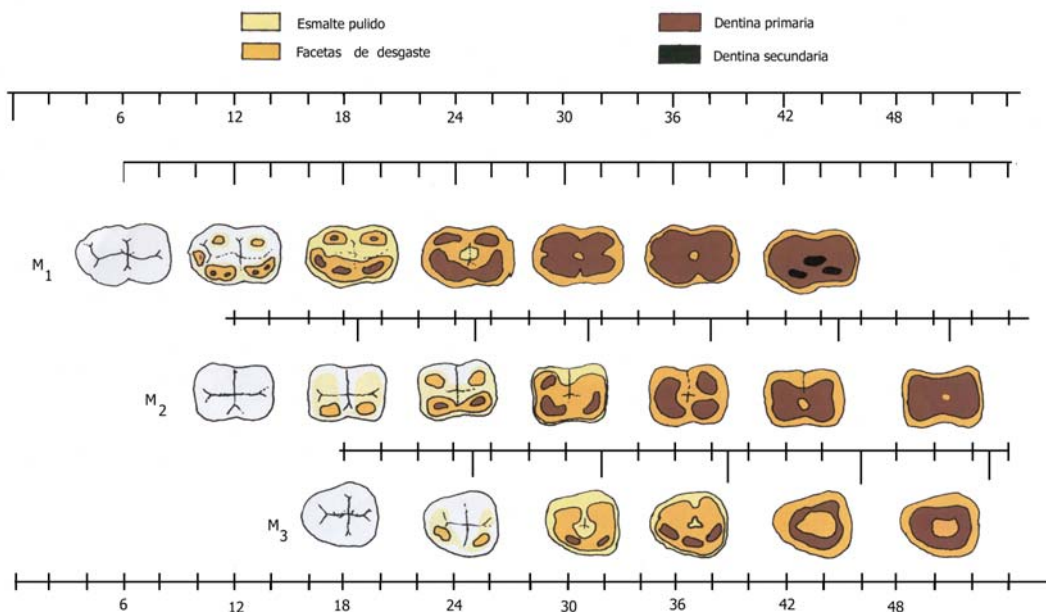 Esmalte pulido
Facetas de desgaste
Dentina primaria
Dentina secundaria
6 12 18 24 30 36 42 48
M1
M2
M3
6 12 18 24 30 36 42 48